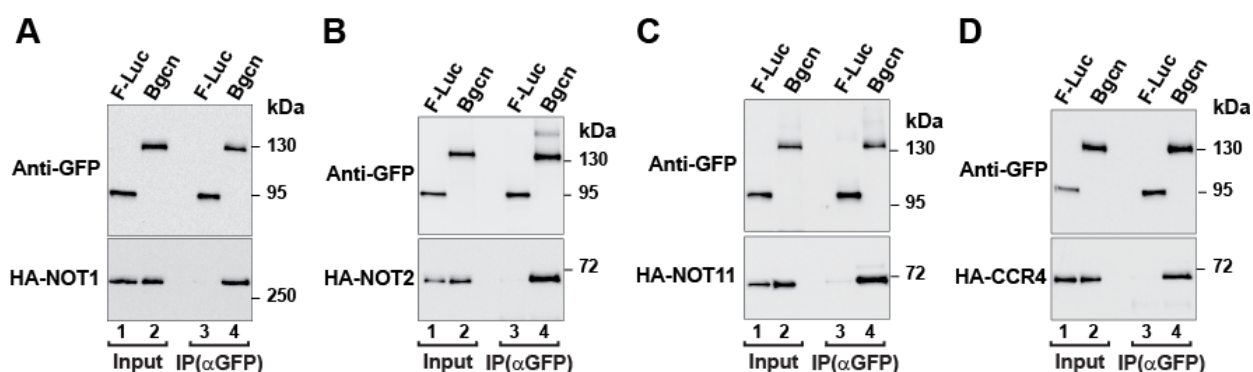 A
F-Luc
Bgcn
F-Luc
Bgcn
kDa
Anti-GFP
130
95
HA-NOT1
250
1 2 3 4
Input IP(αGFP)
B
F-Luc
Bgcn
F-Luc
Bgcn
kDa
Anti-GFP
130
95
HA-NOT2
72
1 2 3 4
Input IP(αGFP)
C
F-Luc
Bgcn
F-Luc
Bgcn
kDa
Anti-GFP
130
95
HA-NOT11
72
1 2 3 4
Input IP(αGFP)
D
F-Luc
Bgcn
F-Luc
Bgcn
kDa
Anti-GFP
130
95
HA-CCR4
72
1 2 3 4
Input IP(αGFP)